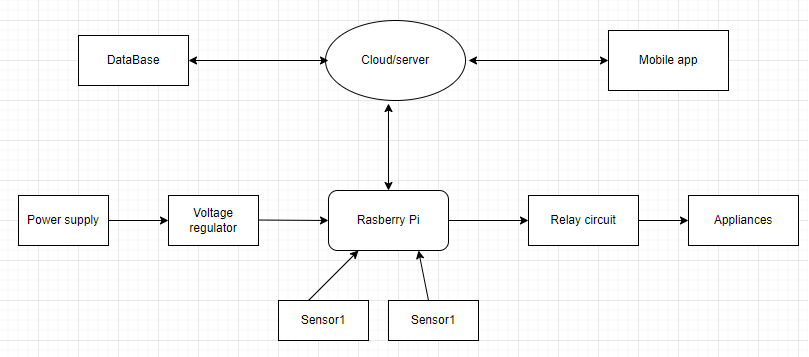 DataBase
Cloud/server
Mobile app
Power supply
Voltage
regulator
Rasberry Pi
Relay circuit
Appliances
Sensor1
Sensor1